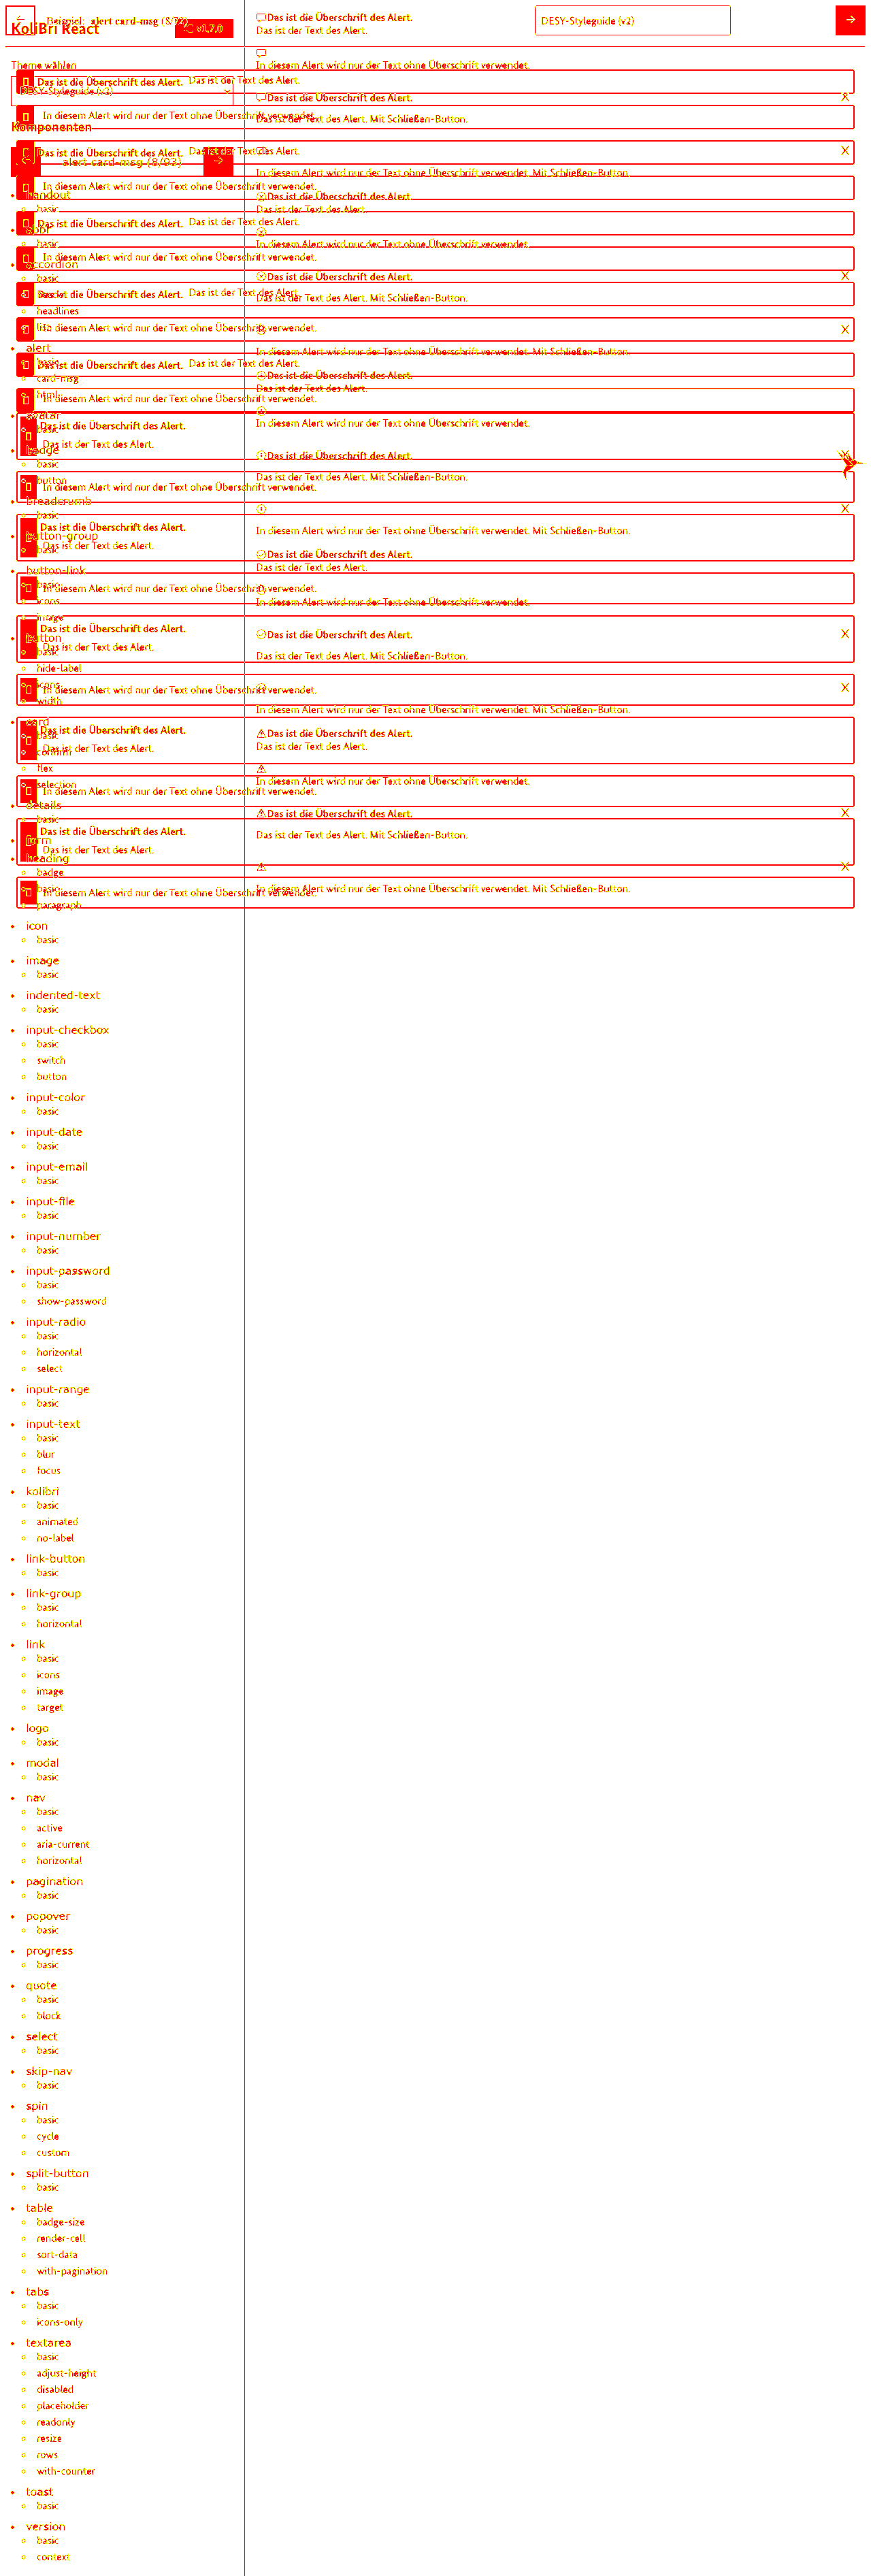 KoliBri React
v1.7.0
Beispiel: alert card-msg (8/93)
DESY-Styleguide (v2)
Theme wählen
DESY-Styleguide (v2)
Komponenten
alert card-msg (8/93)
handout
basic
abbr
basic
accordion
basic
headlines
list
alert
basic
card-msg
html
avatar
basic
badge
basic
button
breadcrumb
basic
button-group
basic
button-link
basic
icons
image
button
basic
hide-label
icons
width
card
basic
confirm
flex
selection
details
basic
form
heading
badge
basic
paragraph
icon
basic
image
basic
indented-text
basic
input-checkbox
basic
switch
button
input-color
basic
input-date
basic
input-email
basic
input-file
basic
input-number
basic
input-password
basic
show-password
input-radio
basic
horizontal
select
input-range
basic
input-text
basic
blur
focus
kolibri
basic
animated
no-label
link-button
basic
link-group
basic
horizontal
link
basic
icons
image
target
logo
basic
modal
basic
nav
basic
active
aria-current
horizontal
pagination
basic
popover
basic
progress
basic
quote
basic
block
select
basic
skip-nav
basic
spin
basic
cycle
custom
split-button
basic
table
badge-size
render-cell
sort-data
with-pagination
tabs
basic
icons-only
textarea
basic
adjust-height
disabled
placeholder
readonly
resize
rows
with-counter
toast
basic
version
basic
context
Das ist die Überschrift des Alert. Das ist der Text des Alert.
In diesem Alert wird nur der Text ohne Überschrift verwendet.
Das ist die Überschrift des Alert. Das ist der Text des Alert.
In diesem Alert wird nur der Text ohne Überschrift verwendet.
Das ist die Überschrift des Alert. Das ist der Text des Alert.
In diesem Alert wird nur der Text ohne Überschrift verwendet.
Das ist die Überschrift des Alert. Das ist der Text des Alert.
In diesem Alert wird nur der Text ohne Überschrift verwendet.
Das ist die Überschrift des Alert. Das ist der Text des Alert.
In diesem Alert wird nur der Text ohne Überschrift verwendet.
Das ist die Überschrift des Alert.
Das ist der Text des Alert.
In diesem Alert wird nur der Text ohne Überschrift verwendet.
Das ist die Überschrift des Alert.
Das ist der Text des Alert.
In diesem Alert wird nur der Text ohne Überschrift verwendet.
Das ist die Überschrift des Alert.
Das ist der Text des Alert.
In diesem Alert wird nur der Text ohne Überschrift verwendet.
Das ist die Überschrift des Alert.
Das ist der Text des Alert.
In diesem Alert wird nur der Text ohne Überschrift verwendet.
Das ist die Überschrift des Alert.
Das ist der Text des Alert.
In diesem Alert wird nur der Text ohne Überschrift verwendet.
Das ist die Überschrift des Alert.
Das ist der Text des Alert.
In diesem Alert wird nur der Text ohne Überschrift verwendet.
Das ist die Überschrift des Alert.
Das ist der Text des Alert. Mit Schließen-Button.
In diesem Alert wird nur der Text ohne Überschrift verwendet. Mit Schließen-Button.
Das ist die Überschrift des Alert.
Das ist der Text des Alert.
In diesem Alert wird nur der Text ohne Überschrift verwendet.
Das ist die Überschrift des Alert.
Das ist der Text des Alert. Mit Schließen-Button.
In diesem Alert wird nur der Text ohne Überschrift verwendet. Mit Schließen-Button.
Das ist die Überschrift des Alert.
Das ist der Text des Alert.
In diesem Alert wird nur der Text ohne Überschrift verwendet.
Das ist die Überschrift des Alert.
Das ist der Text des Alert. Mit Schließen-Button.
In diesem Alert wird nur der Text ohne Überschrift verwendet. Mit Schließen-Button.
Das ist die Überschrift des Alert.
Das ist der Text des Alert.
In diesem Alert wird nur der Text ohne Überschrift verwendet.
Das ist die Überschrift des Alert.
Das ist der Text des Alert. Mit Schließen-Button.
In diesem Alert wird nur der Text ohne Überschrift verwendet. Mit Schließen-Button.
Das ist die Überschrift des Alert.
Das ist der Text des Alert.
In diesem Alert wird nur der Text ohne Überschrift verwendet.
Das ist die Überschrift des Alert.
Das ist der Text des Alert. Mit Schließen-Button.
In diesem Alert wird nur der Text ohne Überschrift verwendet. Mit Schließen-Button.